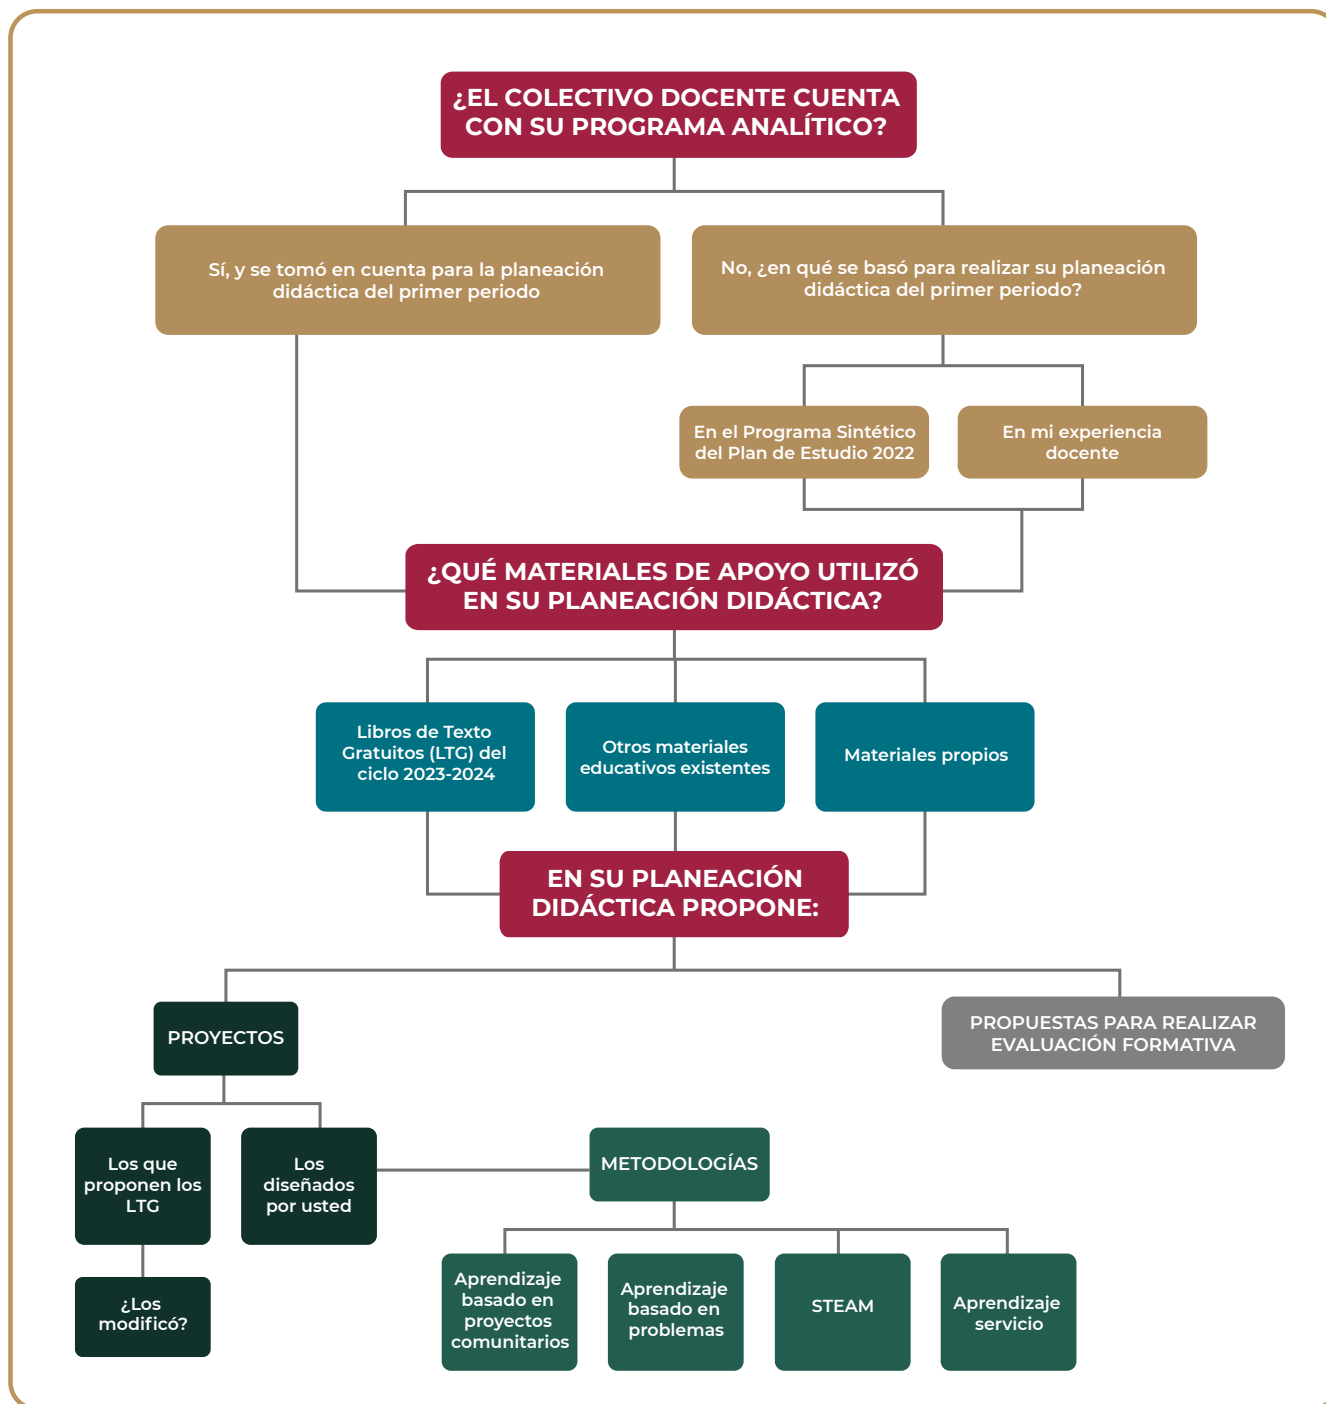 ¿EL COLECTIVO DOCENTE CUENTA
CON SU PROGRAMA ANALÍTICO?
Sí, y se tomó en cuenta para la planeación
didáctica del primer periodo
No, ¿en qué se basó para realizar su planeación
didáctica del primer periodo?
En el Programa Sintético
del Plan de Estudio 2022
En mi experiencia
docente
¿QUÉ MATERIALES DE APOYO UTILIZÓ
EN SU PLANEACIÓN DIDÁCTICA?
Libros de Texto
Gratuitos (LTG) del
ciclo 2023-2024
Otros materiales
educativos existentes
Materiales propios
EN SU PLANEACIÓN
DIDÁCTICA PROPONE:
PROYECTOS
PROPUESTAS PARA REALIZAR
EVALUACIÓN FORMATIVA
Los que
proponen los
LTG
Los
diseñados
por usted
METODOLOGÍAS
¿Los
modificó?
Aprendizaje
basado en
proyectos
comunitarios
Aprendizaje
basado en
problemas
STEAM
Aprendizaje
servicio